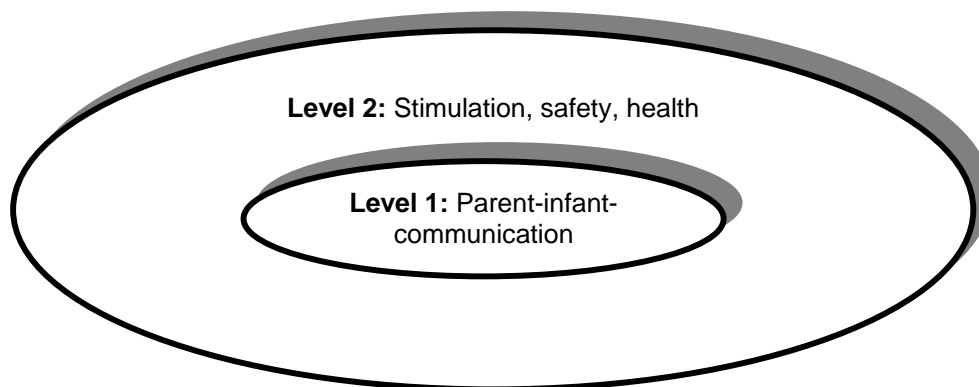 Level 2: Stimulation, safety, health
Level 1: Parent-infant-
communication